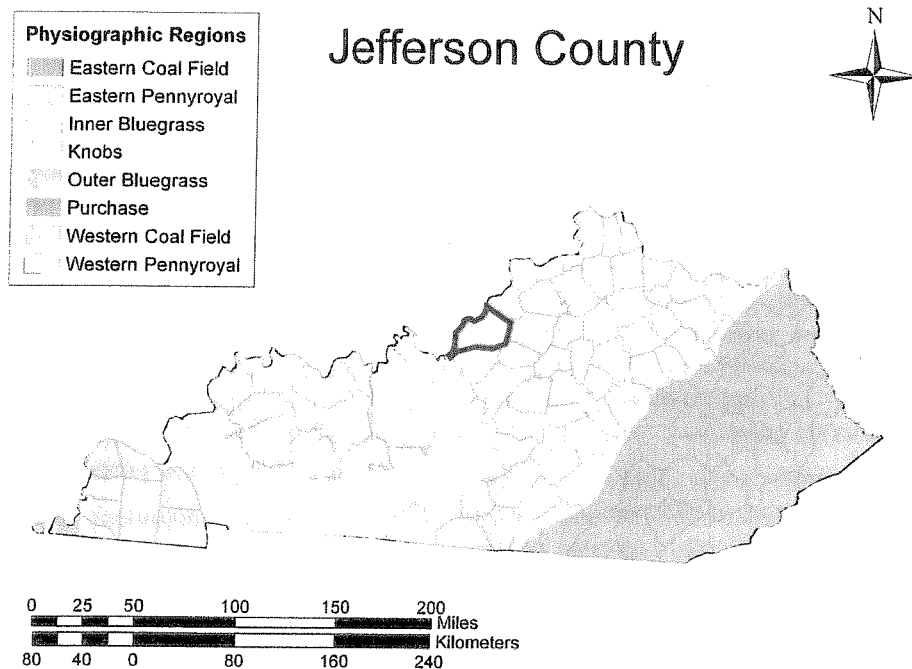 Jefferson County
N
Physiographic Regions
Eastern Coal Field
Eastern Pennyroyal
Inner Bluegrass
Knobs
Outer Bluegrass
Purchase
Western Coal Field
Western Pennyroyal
0 25 50 100 150 200
Miles
Kilometers
80 40 0 80 160 240